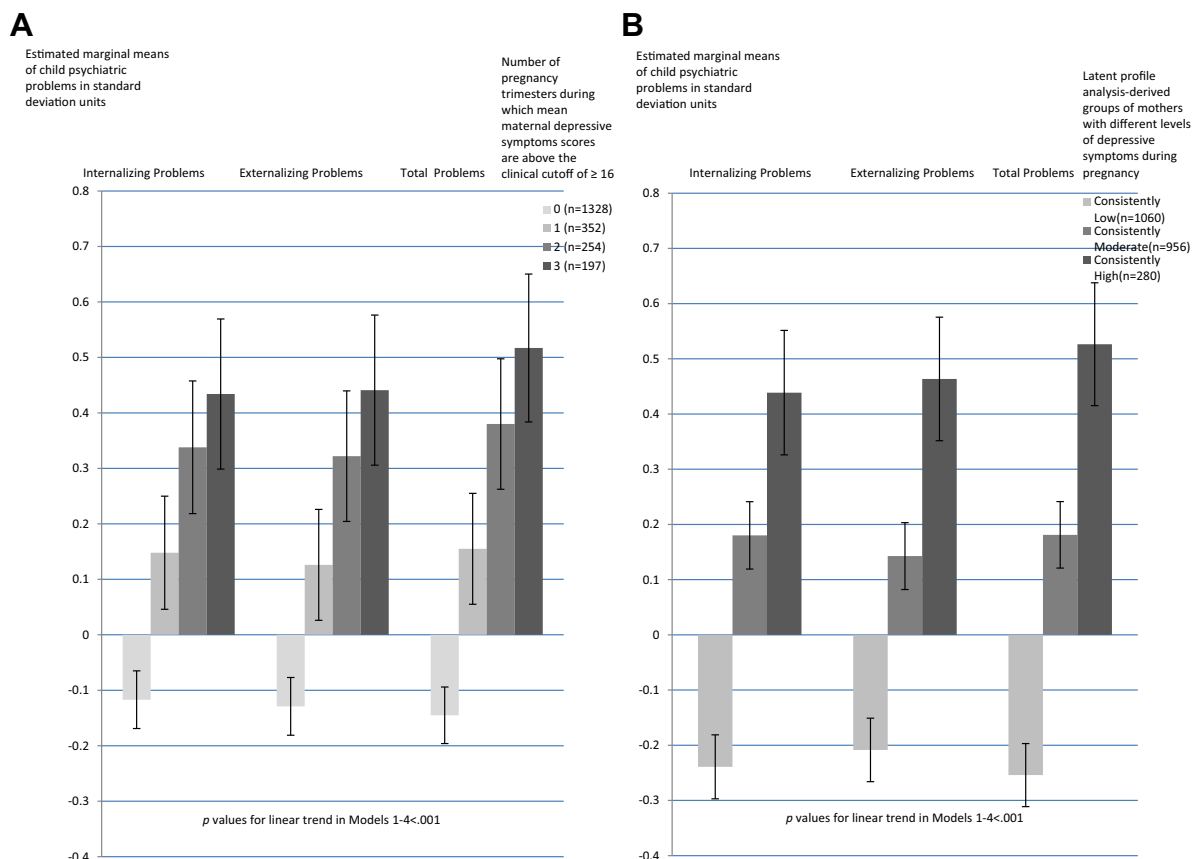 A
Estimated marginal means
of child psychiatric
problems in standard
deviation units
Number of
pregnancy
trimesters during
which mean
maternal depressive
symptoms scores
are above the
clinical cutoff of ≥ 16
Internalizing Problems Externalizing Problems Total Problems
0.8
0 (n=1328)
0.7
1 (n=352)
2 (n=254)
3 (n=197)
0.6
0.5
0.4
0.3
0.2
0.1
0
-0.1
-0.2
-0.3
p values for linear trend in Models 1-4<.001
-0.4
B
Estimated marginal means
of child psychiatric
problems in standard
deviation units
Latent profile
analysis-derived
groups of mothers
with different levels
of depressive
symptoms during
pregnancy
Internalizing Problems Externalizing Problems Total Problems
0.8
Consistently
Low(n=1060)
Consistently
Moderate(n=956)
Consistently
High(n=280)
0.7
0.6
0.5
0.4
0.3
0.2
0.1
0
-0.1
-0.2
-0.3
p values for linear trend in Models 1-4<.001
-0.4